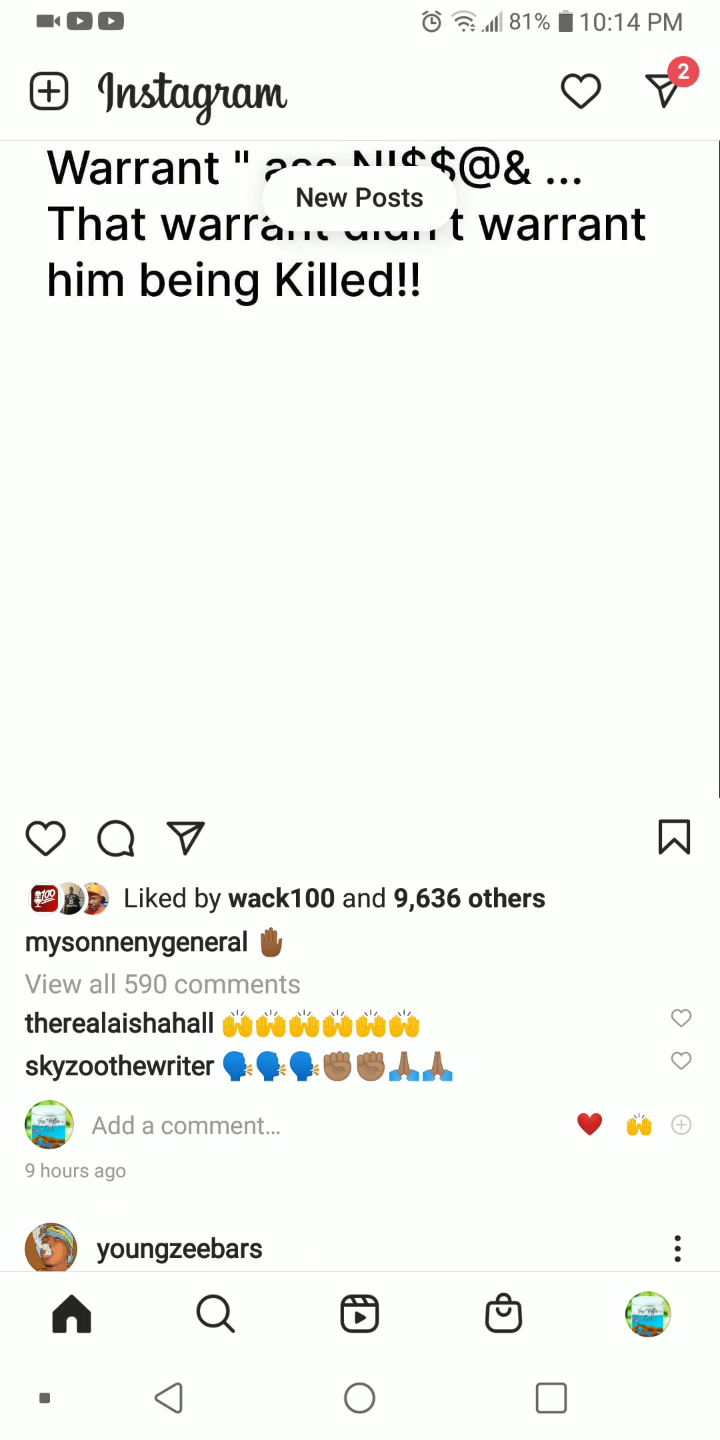 81% 10:14 PM
Instagram
2
Warrant " ass NI$$@& ...
New Posts
That warrant didn't warrant
him being Killed!!
Liked by wack100 and 9,636 others
mysonnenygeneral 🤚🏾
View all 590 comments
therealaishahall 🙌🙌🙌🙌🙌🙌
skyzoothewriter 🗣🗣🗣✊🏾✊🏾🙏🏾🙏🏾
Add a comment... ❤️ 🙌
9 hours ago
youngzeebars